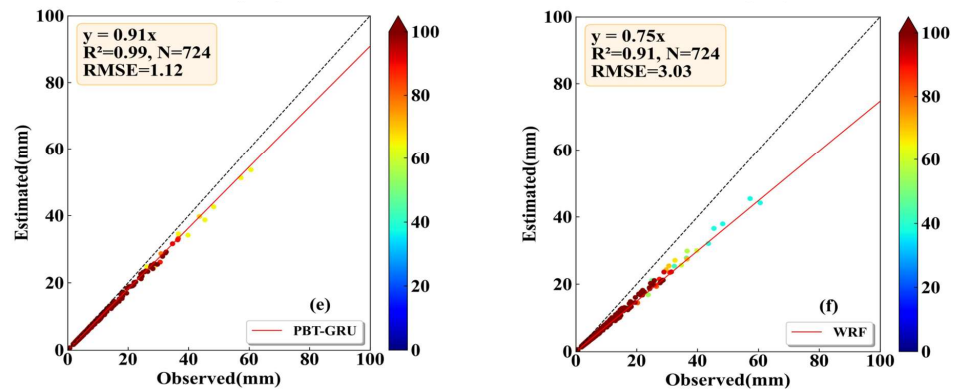 y = 0.91x
R²=0.99, N=724
RMSE=1.12
Estimated(mm)
100
80
60
40
20
0
0 20 40 60 80 100
Observed(mm)
(e)
PBT-GRU
100
80
60
40
20
0
y = 0.75x
R²=0.91, N=724
RMSE=3.03
Estimated(mm)
100
80
60
40
20
0
0 20 40 60 80 100
Observed(mm)
(f)
WRF
100
80
60
40
20
0